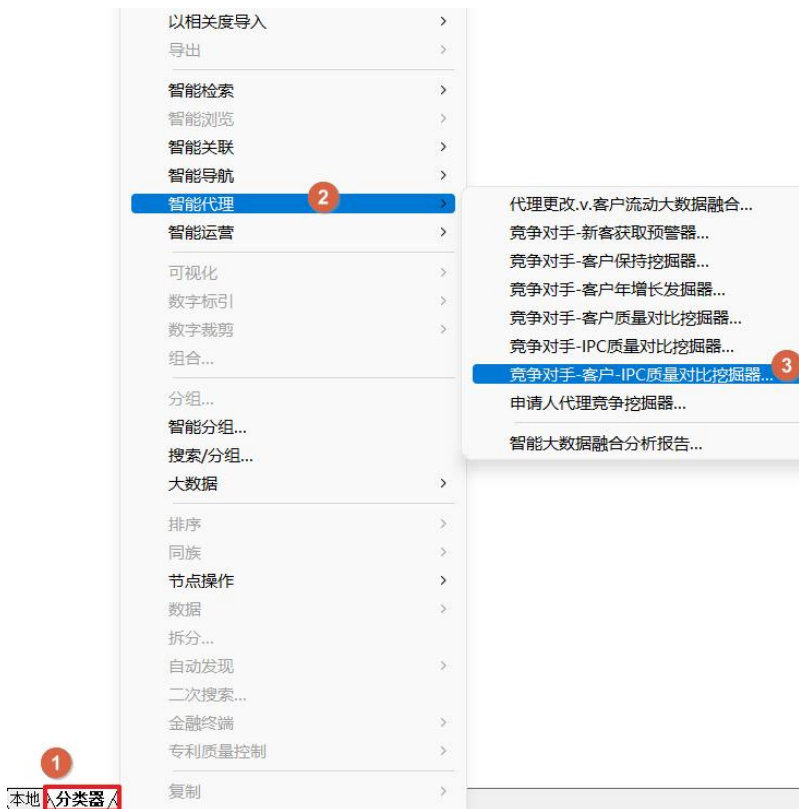 以相关度导入
导出
智能检索
智能浏览
智能关联
智能导航
智能代理
2
智能运营
可视化
数字标引
数字裁剪
组合...
分组...
智能分组...
搜索/分组...
大数据
排序
同族
节点操作
数据
拆分...
自动发现
二次搜索...
金融终端
专利质量控制
复制
代理更改.v.客户流动大数据融合...
竞争对手-新客获取预警器...
竞争对手-客户保持挖掘器...
竞争对手-客户年增长发掘器...
竞争对手-客户质量对比挖掘器...
竞争对手-IPC质量对比挖掘器...
竞争对手-客户-IPC质量对比挖掘器...
3
申请人代理竞争挖掘器...
智能大数据融合分析报告...
1
本地
分类器